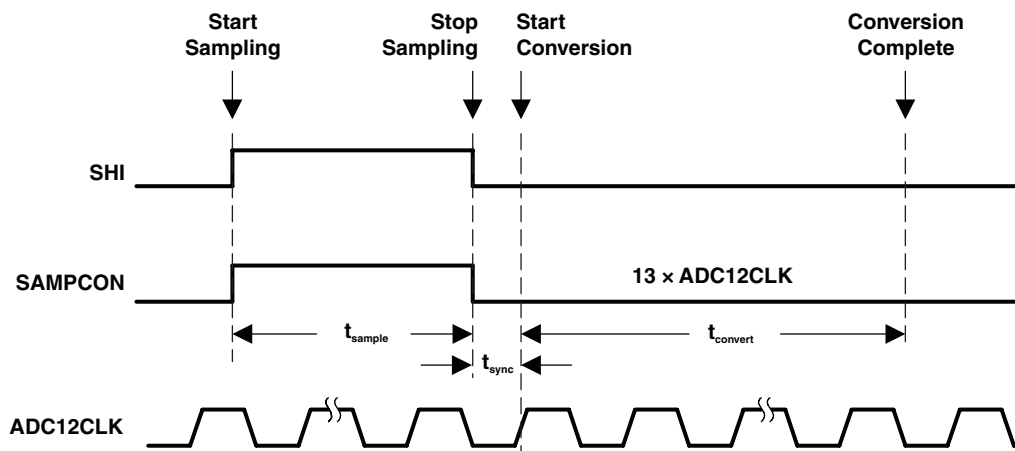 Start
Sampling
Stop
Sampling
Start
Conversion
Conversion
Complete
SHI
SAMPCON
13 × ADC12CLK
tsample
tconvert
tsync
ADC12CLK